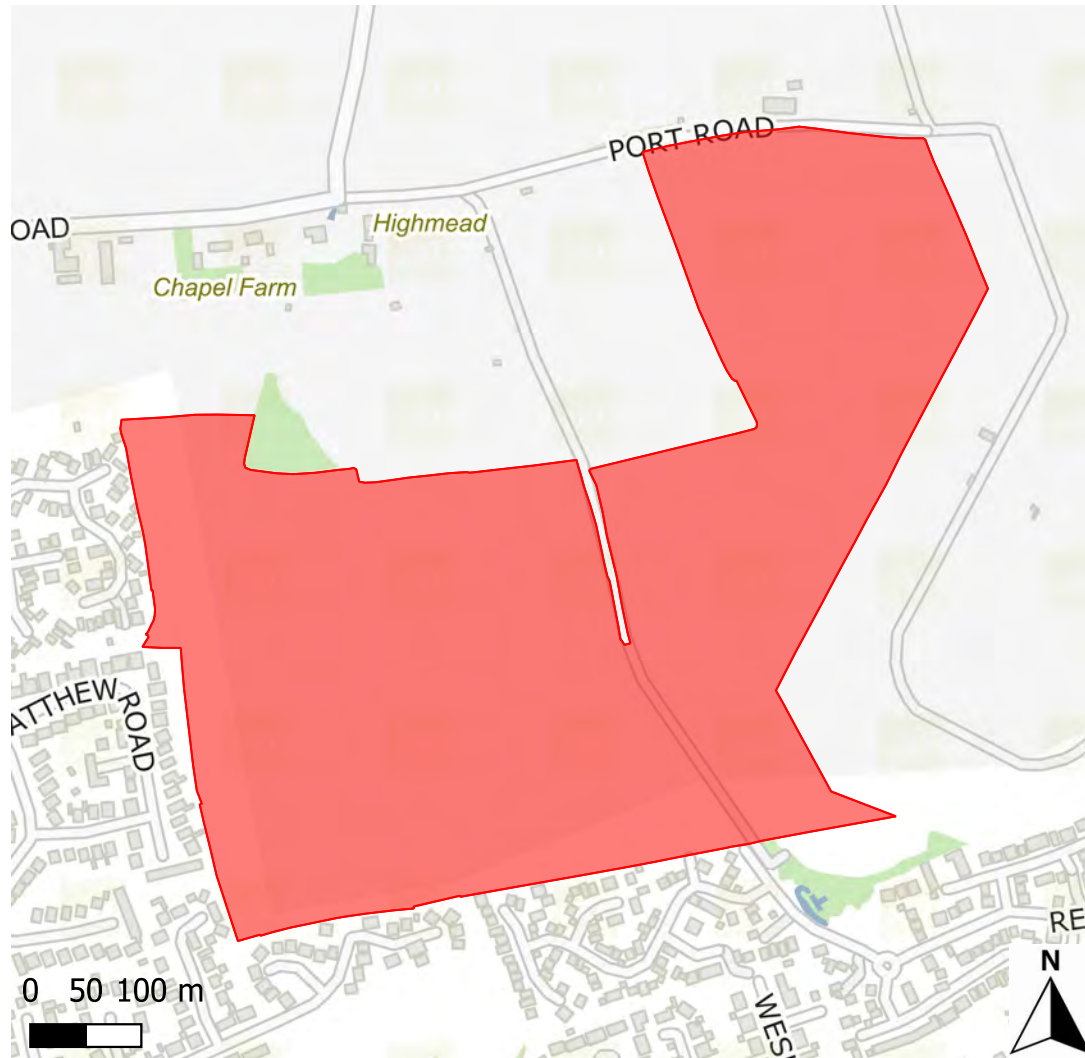 PORT ROAD
OAD
Highmead
Chapel Farm
ATTHEW ROAD
RE
N
0 50 100 m
WES